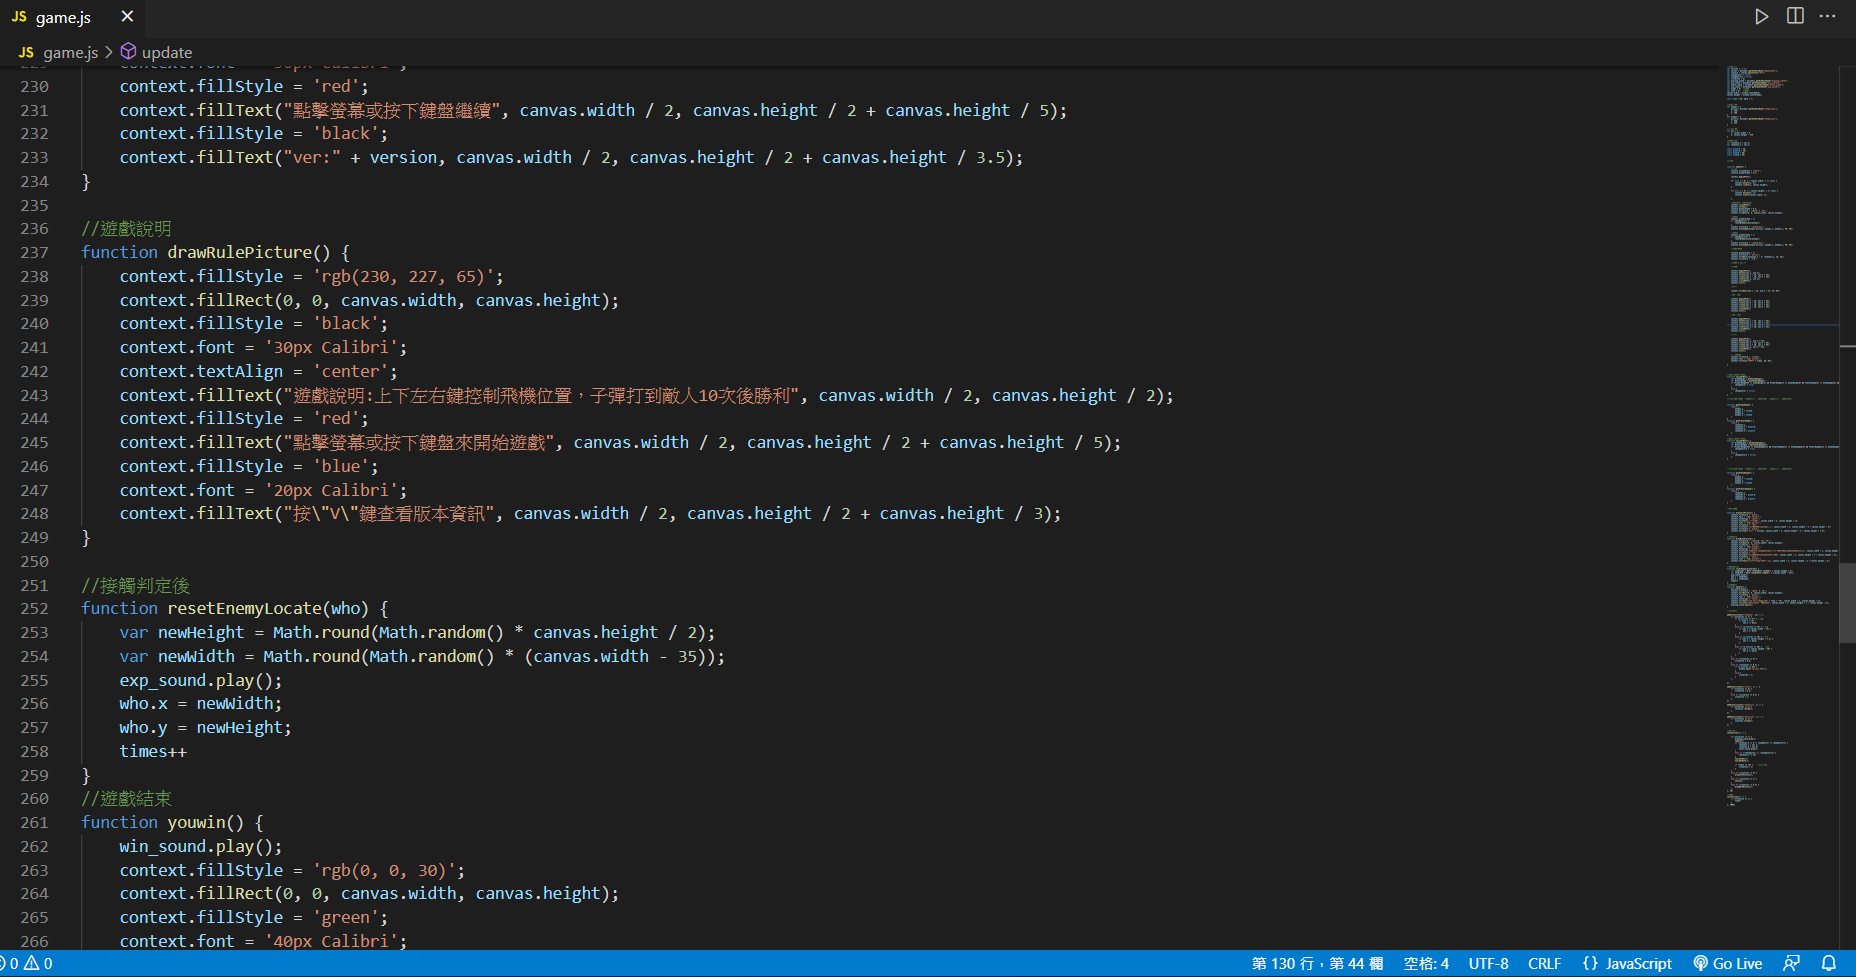 JS game.js ×
JS game.js > update
229 context.font = '30px Calibri';
230 context.fillStyle = 'red';
231 context.fillText("點擊螢幕或按下鍵盤繼續", canvas.width / 2, canvas.height / 2 + canvas.height / 5);
232 context.fillStyle = 'black';
233 context.fillText("ver:" + version, canvas.width / 2, canvas.height / 2 + canvas.height / 3.5);
234 }
235
236 //遊戲說明
237 function drawRulePicture() {
238 context.fillStyle = 'rgb(230, 227, 65)';
239 context.fillRect(0, 0, canvas.width, canvas.height);
240 context.fillStyle = 'black';
241 context.font = '30px Calibri';
242 context.textAlign = 'center';
243 context.fillText("遊戲說明:上下左右鍵控制飛機位置，子彈打到敵人10次後勝利", canvas.width / 2, canvas.height / 2);
244 context.fillStyle = 'red';
245 context.fillText("點擊螢幕或按下鍵盤來開始遊戲", canvas.width / 2, canvas.height / 2 + canvas.height / 5);
246 context.fillStyle = 'blue';
247 context.font = '20px Calibri';
248 context.fillText("按\"V\"鍵查看版本資訊", canvas.width / 2, canvas.height / 2 + canvas.height / 3);
249 }
250
251 //接觸判定後
252 function resetEnemyLocate(who) {
253 var newHeight = Math.round(Math.random() * canvas.height / 2);
254 var newWidth = Math.round(Math.random() * (canvas.width - 35));
255 exp_sound.play();
256 who.x = newWidth;
257 who.y = newHeight;
258 times++
259 }
260 //遊戲結束
261 function youwin() {
262 win_sound.play();
263 context.fillStyle = 'rgb(0, 0, 30)';
264 context.fillRect(0, 0, canvas.width, canvas.height);
265 context.fillStyle = 'green';
266 context.font = '40px Calibri';
0 0 第 130 行，第 44 欄 空格: 4 UTF-8 CRLF {} JavaScript Go Live